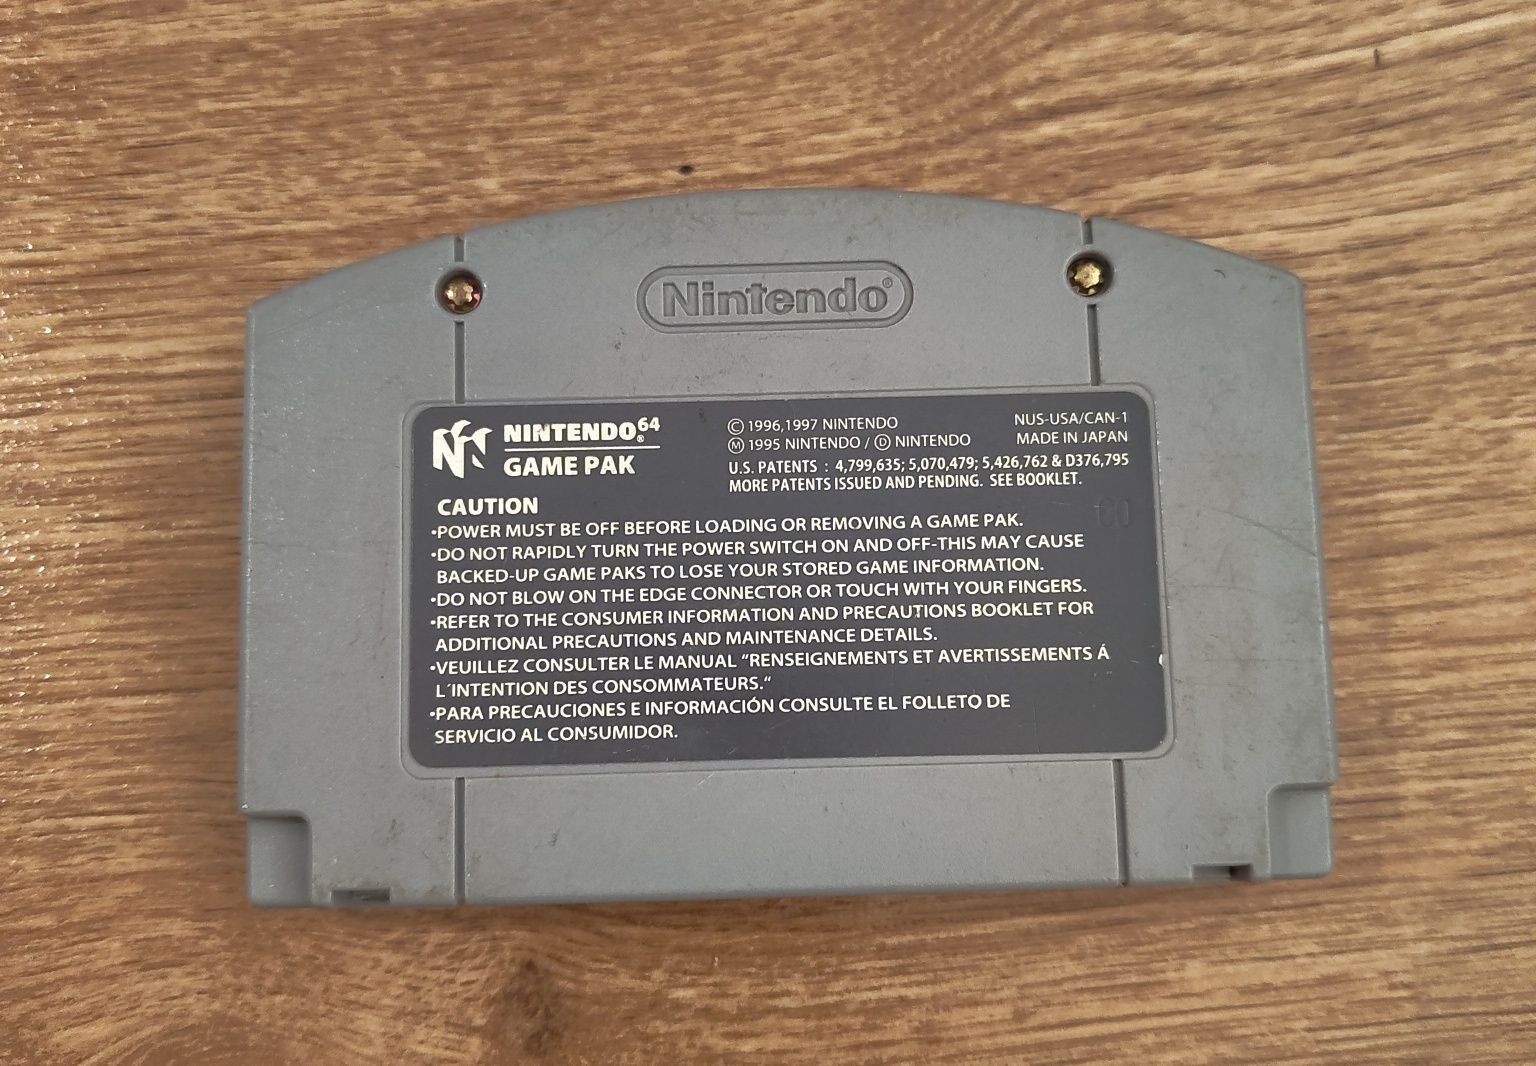 Nintendo®
NINTENDO64®
GAME PAK
© 1996,1997 NINTENDO
Ⓜ 1995 NINTENDO / Ⓓ NINTENDO
NUS-USA/CAN-1
MADE IN JAPAN
U.S. PATENTS : 4,799,635; 5,070,479; 5,426,762 & D376,795
MORE PATENTS ISSUED AND PENDING. SEE BOOKLET.
CAUTION
•POWER MUST BE OFF BEFORE LOADING OR REMOVING A GAME PAK.
•DO NOT RAPIDLY TURN THE POWER SWITCH ON AND OFF-THIS MAY CAUSE
BACKED-UP GAME PAKS TO LOSE YOUR STORED GAME INFORMATION.
•DO NOT BLOW ON THE EDGE CONNECTOR OR TOUCH WITH YOUR FINGERS.
•REFER TO THE CONSUMER INFORMATION AND PRECAUTIONS BOOKLET FOR
ADDITIONAL PRECAUTIONS AND MAINTENANCE DETAILS.
•VEUILLEZ CONSULTER LE MANUAL “RENSEIGNEMENTS ET AVERTISSEMENTS Á
L´INTENTION DES CONSOMMATEURS.“
•PARA PRECAUCIONES E INFORMACIÓN CONSULTE EL FOLLETO DE
SERVICIO AL CONSUMIDOR.